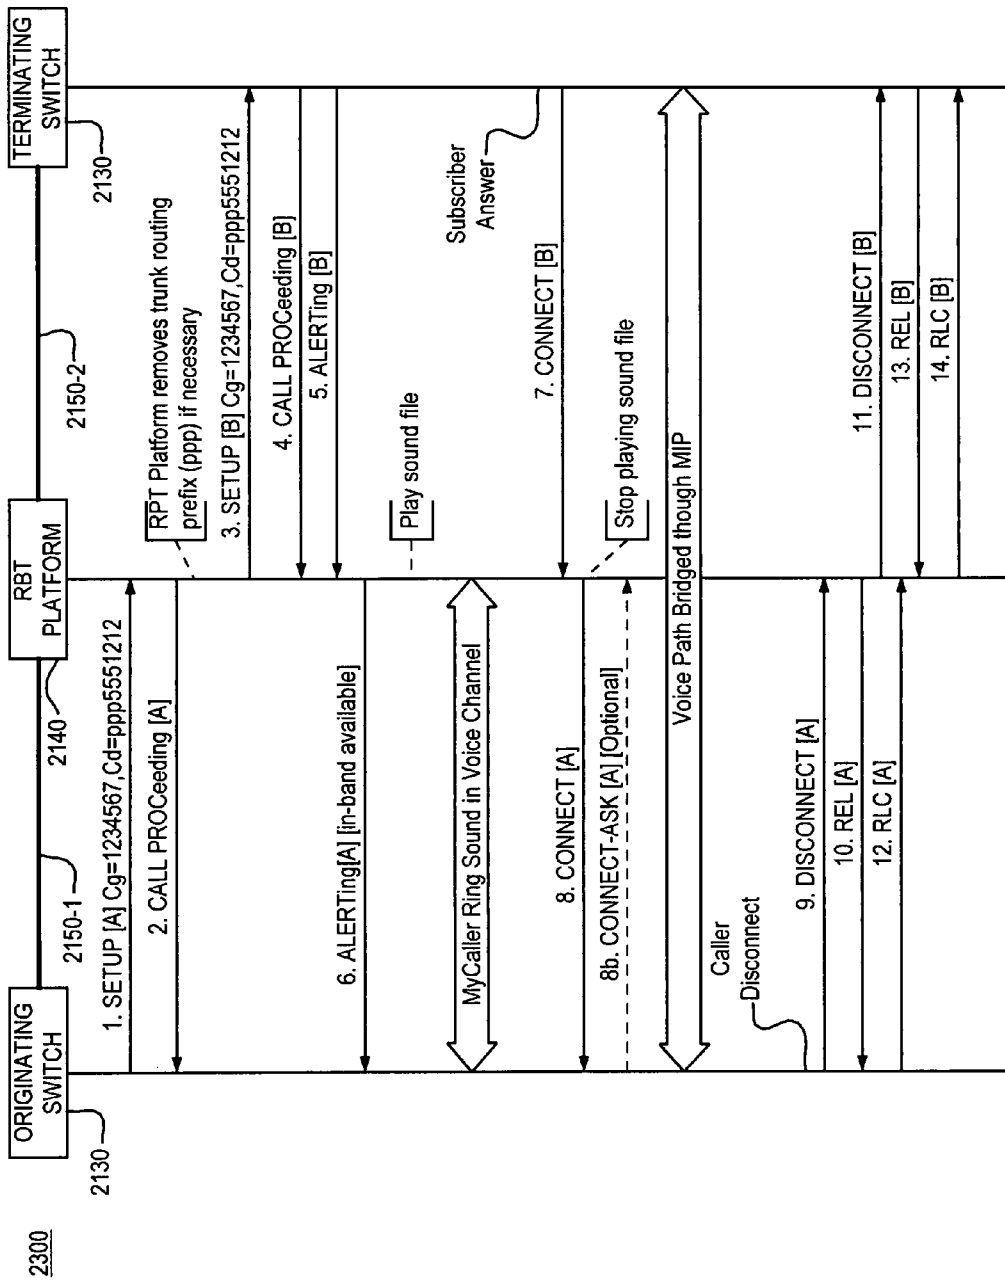 2300
ORIGINATING
SWITCH
2130
2150-1
RBT
PLATFORM
2140
2150-2
TERMINATING
SWITCH
2130
1. SETUP [A] Cg=1234567,Cd=ppp5551212
2. CALL PROCeeding [A]
RPT Platform removes trunk routing
prefix (ppp) if necessary
3. SETUP [B] Cg=1234567,Cd=ppp5551212
4. CALL PROCeeding [B]
5. ALERTing [B]
6. ALERTing[A] [in-band available]
Play sound file
MyCaller Ring Sound in Voice Channel
Subscriber
Answer
7. CONNECT [B]
8. CONNECT [A]
Stop playing sound file
8b. CONNECT-ASK [A] [Optional]
Voice Path Bridged though MIP
Caller
Disconnect
9. DISCONNECT [A]
10. REL [A]
11. DISCONNECT [B]
12. RLC [A]
13. REL [B]
14. RLC [B]